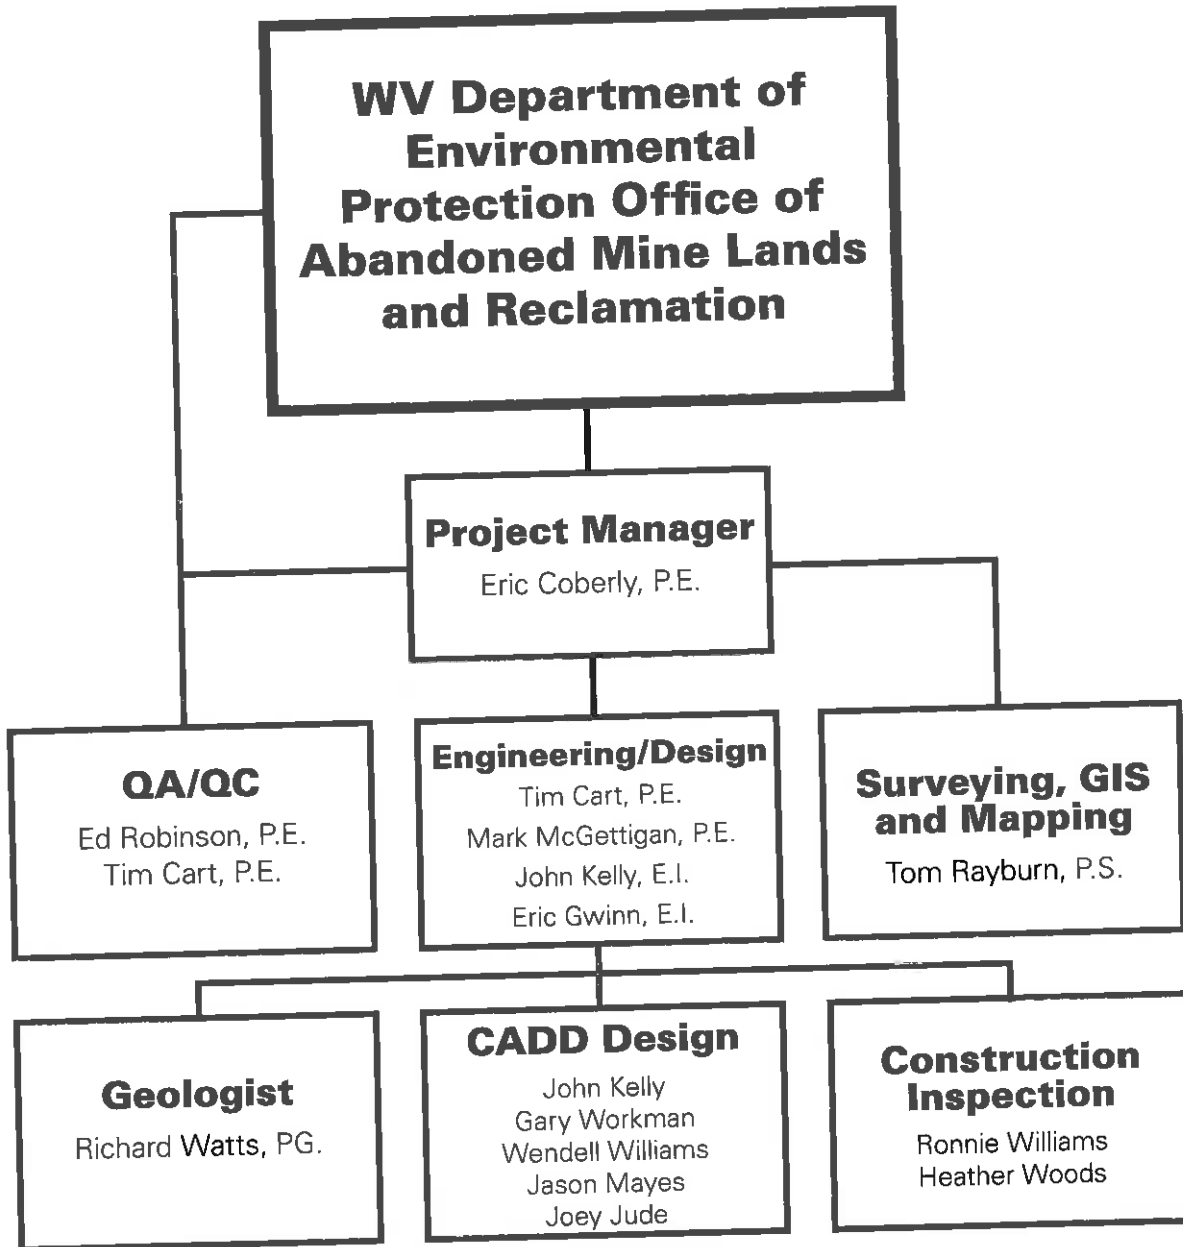 WV Department of
Environmental
Protection Office of
Abandoned Mine Lands
and Reclamation
Project Manager
Eric Coberly, P.E.
QA/QC
Ed Robinson, P.E.
Tim Cart, P.E.
Engineering/Design
Tim Cart, P.E.
Mark McGettigan, P.E.
John Kelly, E.I.
Eric Gwinn, E.I.
Surveying, GIS
and Mapping
Tom Rayburn, P.S.
Geologist
Richard Watts, PG.
CADD Design
John Kelly
Gary Workman
Wendell Williams
Jason Mayes
Joey Jude
Construction
Inspection
Ronnie Williams
Heather Woods